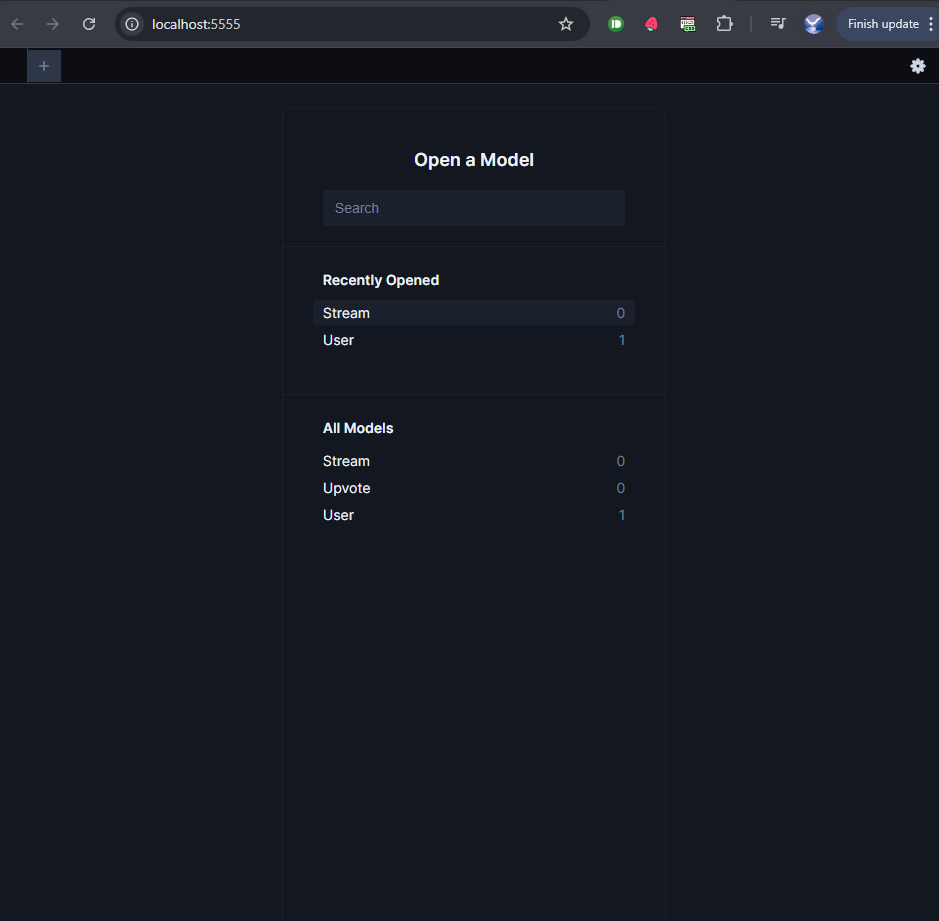 localhost:5555
Finish update
+
Open a Model
Search
Recently Opened
Stream 0
User 1
All Models
Stream 0
Upvote 0
User 1